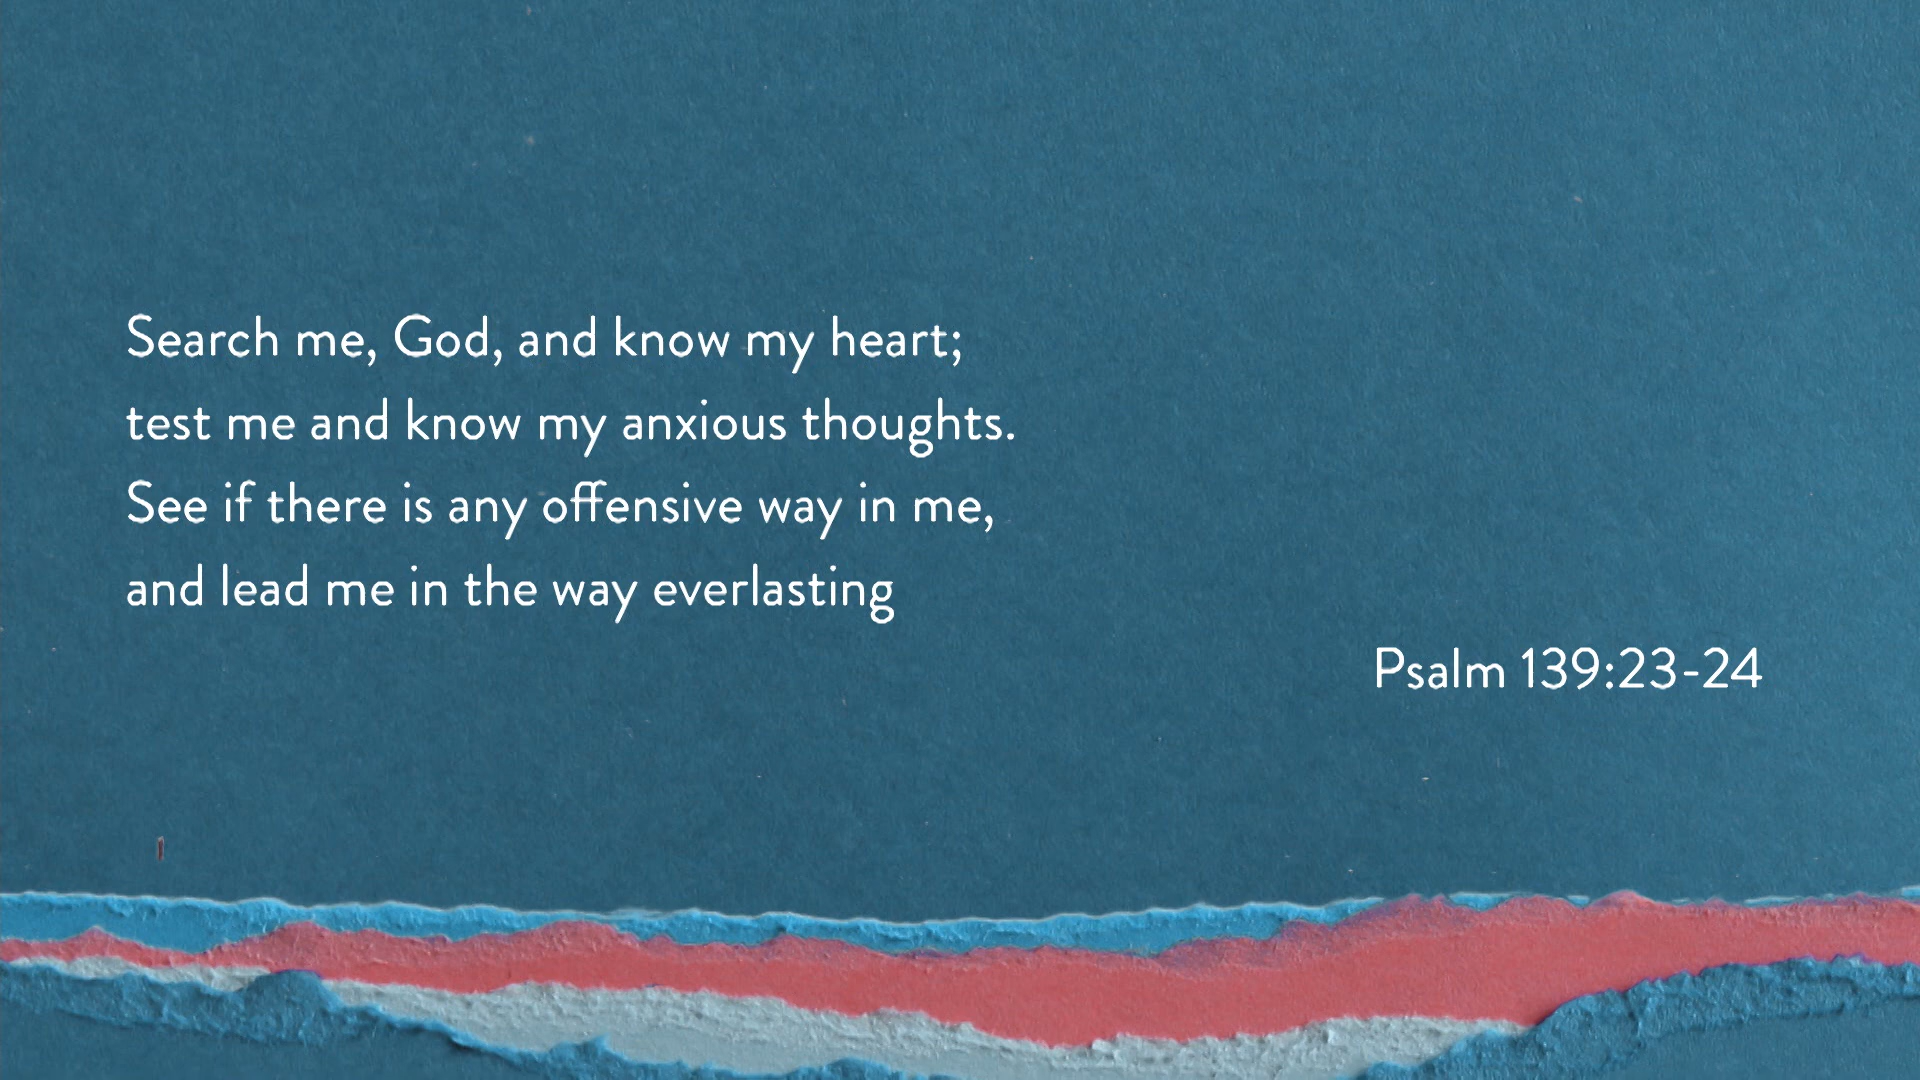 Search me, God, and know my heart;
test me and know my anxious thoughts.
See if there is any offensive way in me,
and lead me in the way everlasting
Psalm 139:23-24